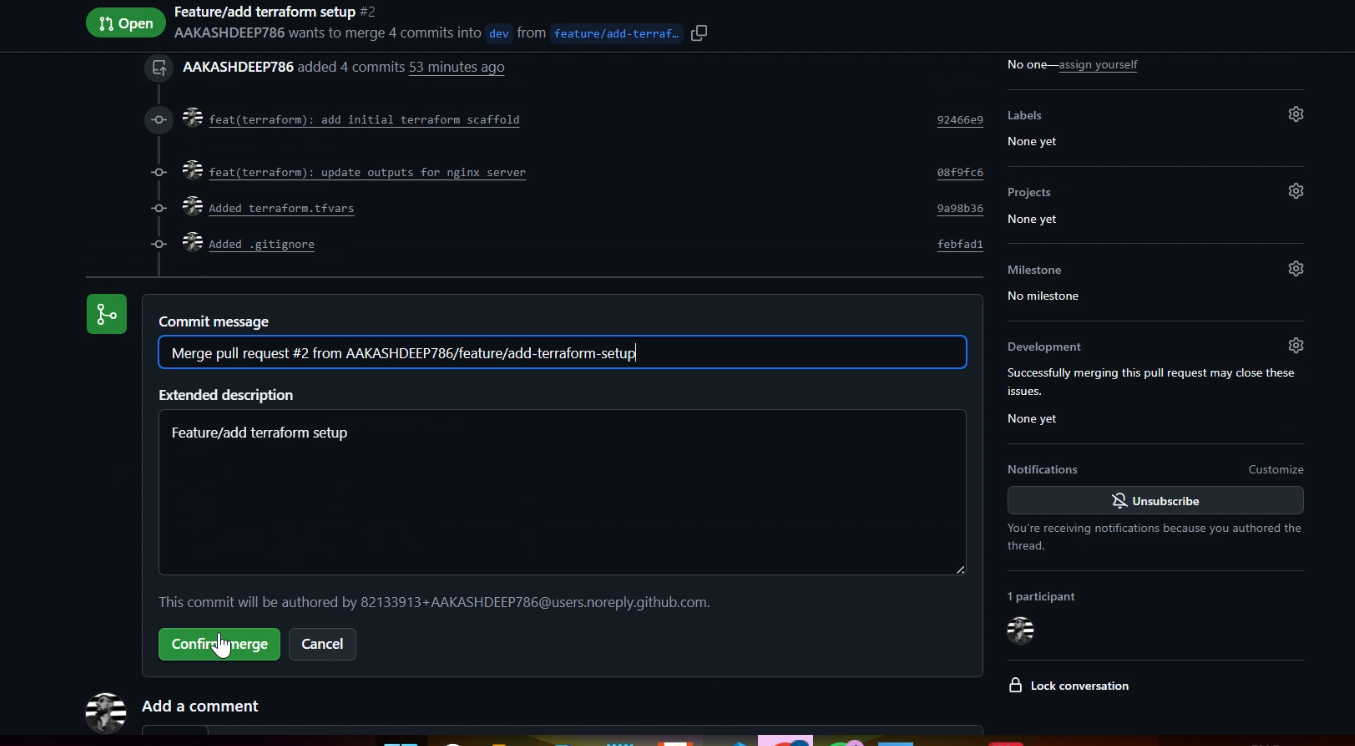 Open
Feature/add terraform setup #2
AAKASHDEEP786 wants to merge 4 commits into dev from feature/add-terraf…
AAKASHDEEP786 added 4 commits 53 minutes ago
feat(terraform): add initial terraform scaffold 92466e9
feat(terraform): update outputs for nginx server 08f9fc6
Added terraform.tfvars 9a98b36
Added .gitignore febfad1
Commit message
Merge pull request #2 from AAKASHDEEP786/feature/add-terraform-setup
Extended description
Feature/add terraform setup
This commit will be authored by 82133913+AAKASHDEEP786@users.noreply.github.com.
Confirm merge
Cancel
Add a comment
No one—assign yourself
Labels
None yet
Projects
None yet
Milestone
No milestone
Development
Successfully merging this pull request may close these
issues.
None yet
Notifications Customize
Unsubscribe
You're receiving notifications because you authored the
thread.
1 participant
Lock conversation